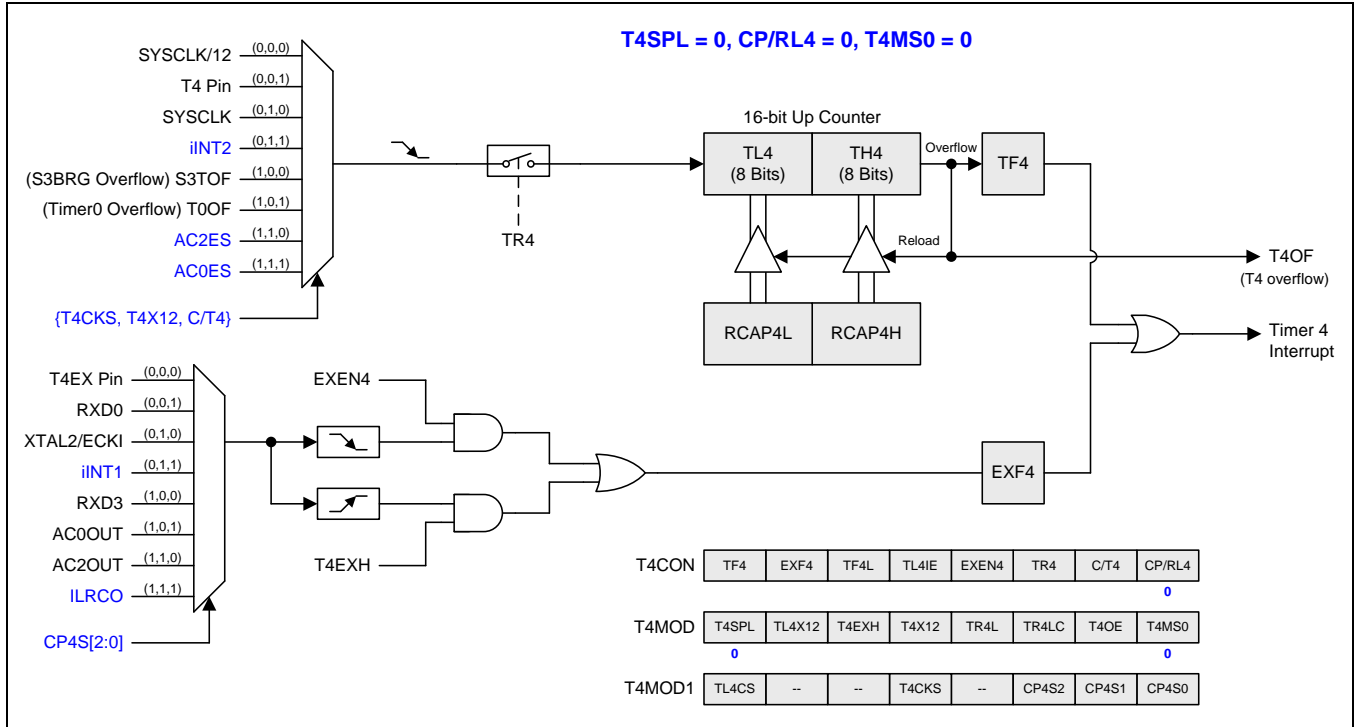 T4SPL = 0, CP/RL4 = 0, T4MS0 = 0
SYSCLK/12 (0,0,0)
T4 Pin (0,0,1)
SYSCLK (0,1,0)
iINT2 (0,1,1)
(S3BRG Overflow) S3TOF (1,0,0)
(Timer0 Overflow) T0OF (1,0,1)
AC2ES (1,1,0)
AC0ES (1,1,1)
{T4CKS, T4X12, C/T4}
TR4
16-bit Up Counter
TL4
(8 Bits)
TH4
(8 Bits)
Overflow
TF4
Reload
RCAP4L
RCAP4H
T4OF
(T4 overflow)
Timer 4
Interrupt
T4EX Pin (0,0,0)
RXD0 (0,0,1)
XTAL2/ECKI (0,1,0)
iINT1 (0,1,1)
RXD3 (1,0,0)
AC0OUT (1,0,1)
AC2OUT (1,1,0)
ILRCO (1,1,1)
CP4S[2:0]
EXEN4
T4EXH
EXF4
T4CON TF4 EXF4 TF4L TL4IE EXEN4 TR4 C/T4 CP/RL4
0
T4MOD T4SPL TL4X12 T4EXH T4X12 TR4L TR4LC T4OE T4MS0
0 0
T4MOD1 TL4CS -- -- T4CKS -- CP4S2 CP4S1 CP4S0